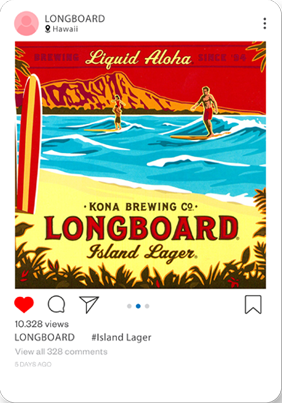 LONGBOARD
Hawaii
BREWING Liquid Aloha SINCE '94
· KONA BREWING Co. ·
LONGBOARD
Island Lager
10.328 views
LONGBOARD #Island Lager
View all 328 comments
5 DAYS AGO